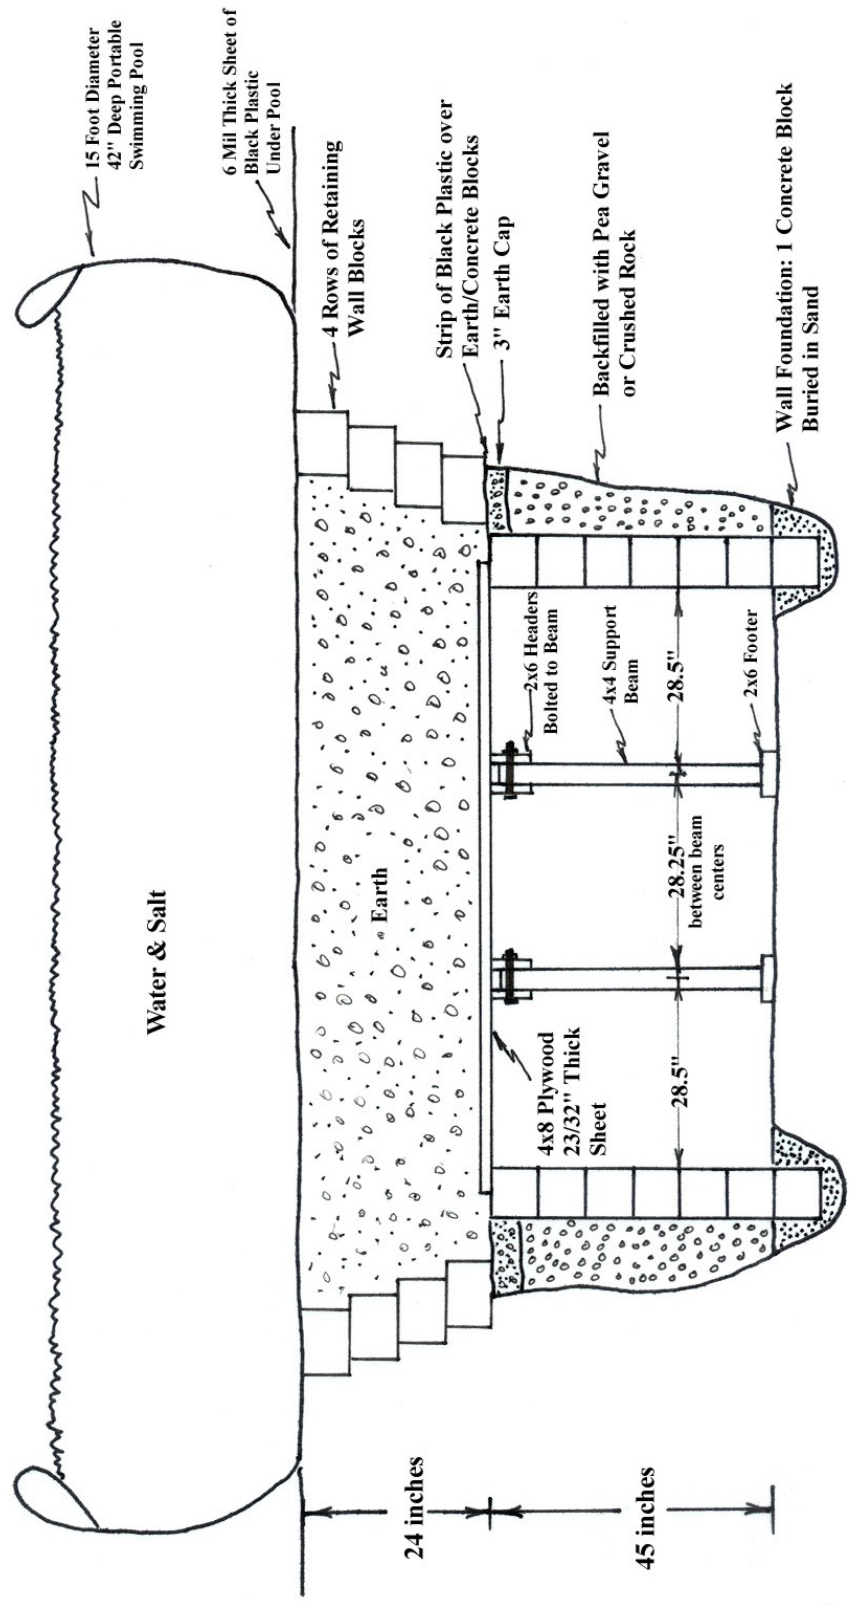 15 Foot Diameter
42" Deep Portable
Swimming Pool
6 Mil Thick Sheet of
Black Plastic
Under Pool
Water & Salt
4 Rows of Retaining
Wall Blocks
Earth
Strip of Black Plastic over
Earth/Concrete Blocks
3" Earth Cap
24 inches
4x8 Plywood
23/32" Thick
Sheet
2x6 Headers
Bolted to Beam
4x4 Support
Beam
Backfilled with Pea Gravel
or Crushed Rock
28.5"
28.25"
between beam
centers
28.5"
2x6 Footer
45 inches
Wall Foundation: 1 Concrete Block
Buried in Sand